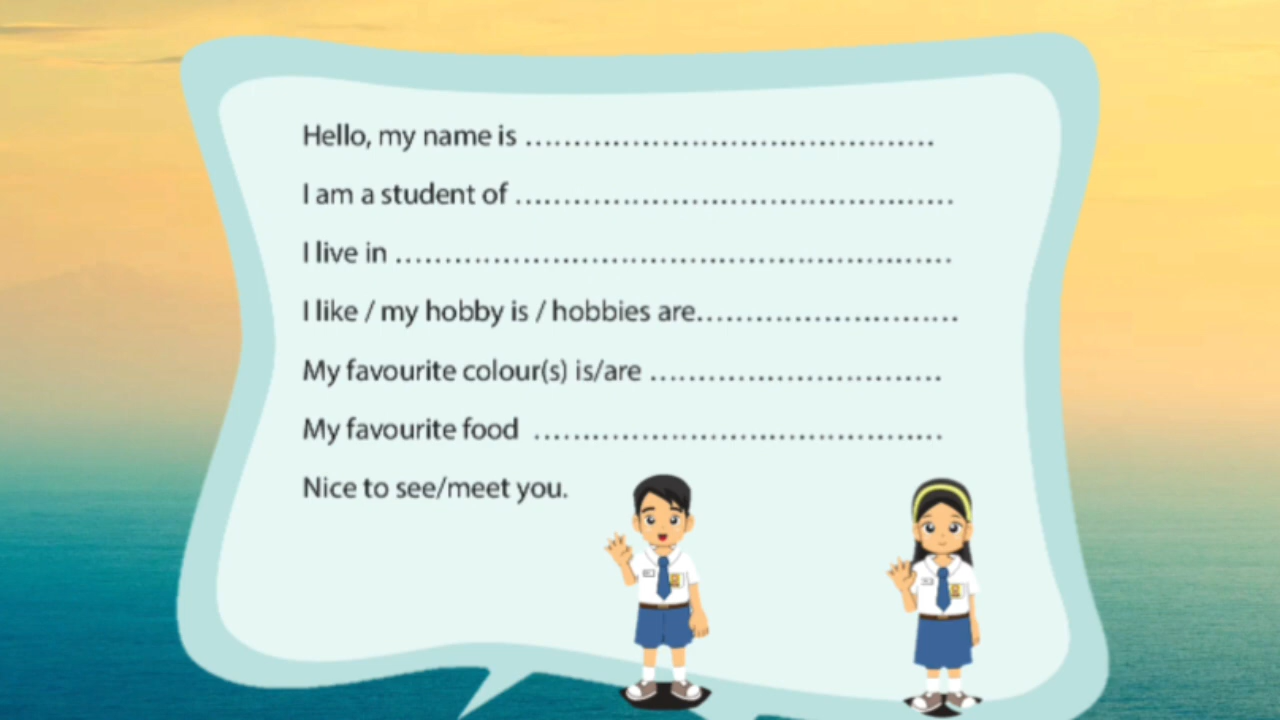 Hello, my name is ..........................................
I am a student of .............................................
I live in .........................................................
I like / my hobby is / hobbies are...........................
My favourite colour(s) is/are ..............................
My favourite food ..........................................
Nice to see/meet you.